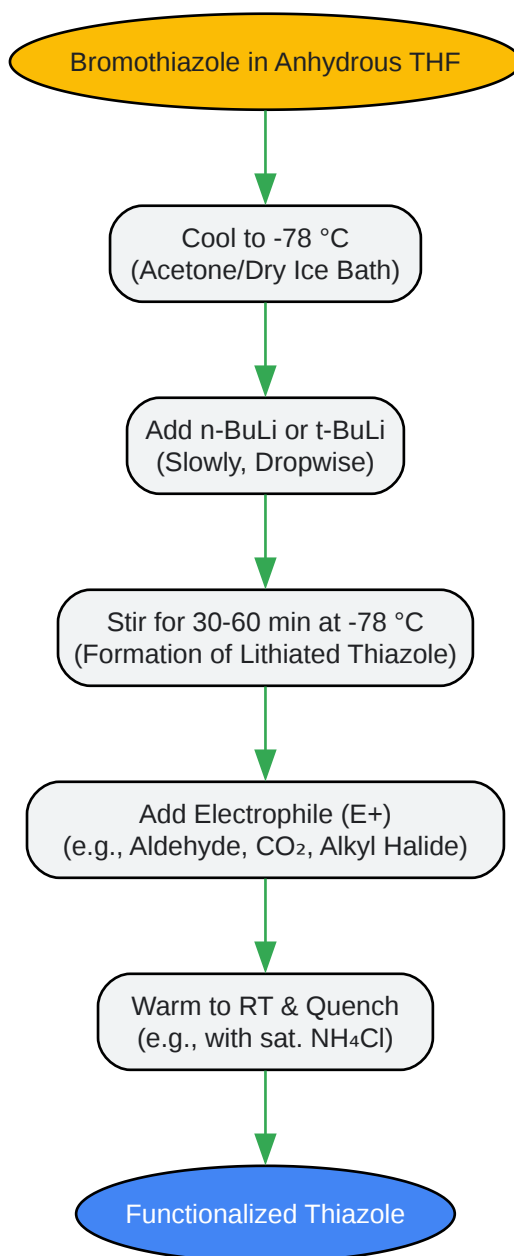 Bromothiazole in Anhydrous THF
Cool to -78 °C
(Acetone/Dry Ice Bath)
Add n-BuLi or t-BuLi
(Slowly, Dropwise)
Stir for 30-60 min at -78 °C
(Formation of Lithiated Thiazole)
Add Electrophile (E+)
(e.g., Aldehyde, CO₂, Alkyl Halide)
Warm to RT & Quench
(e.g., with sat. NH₄Cl)
Functionalized Thiazole